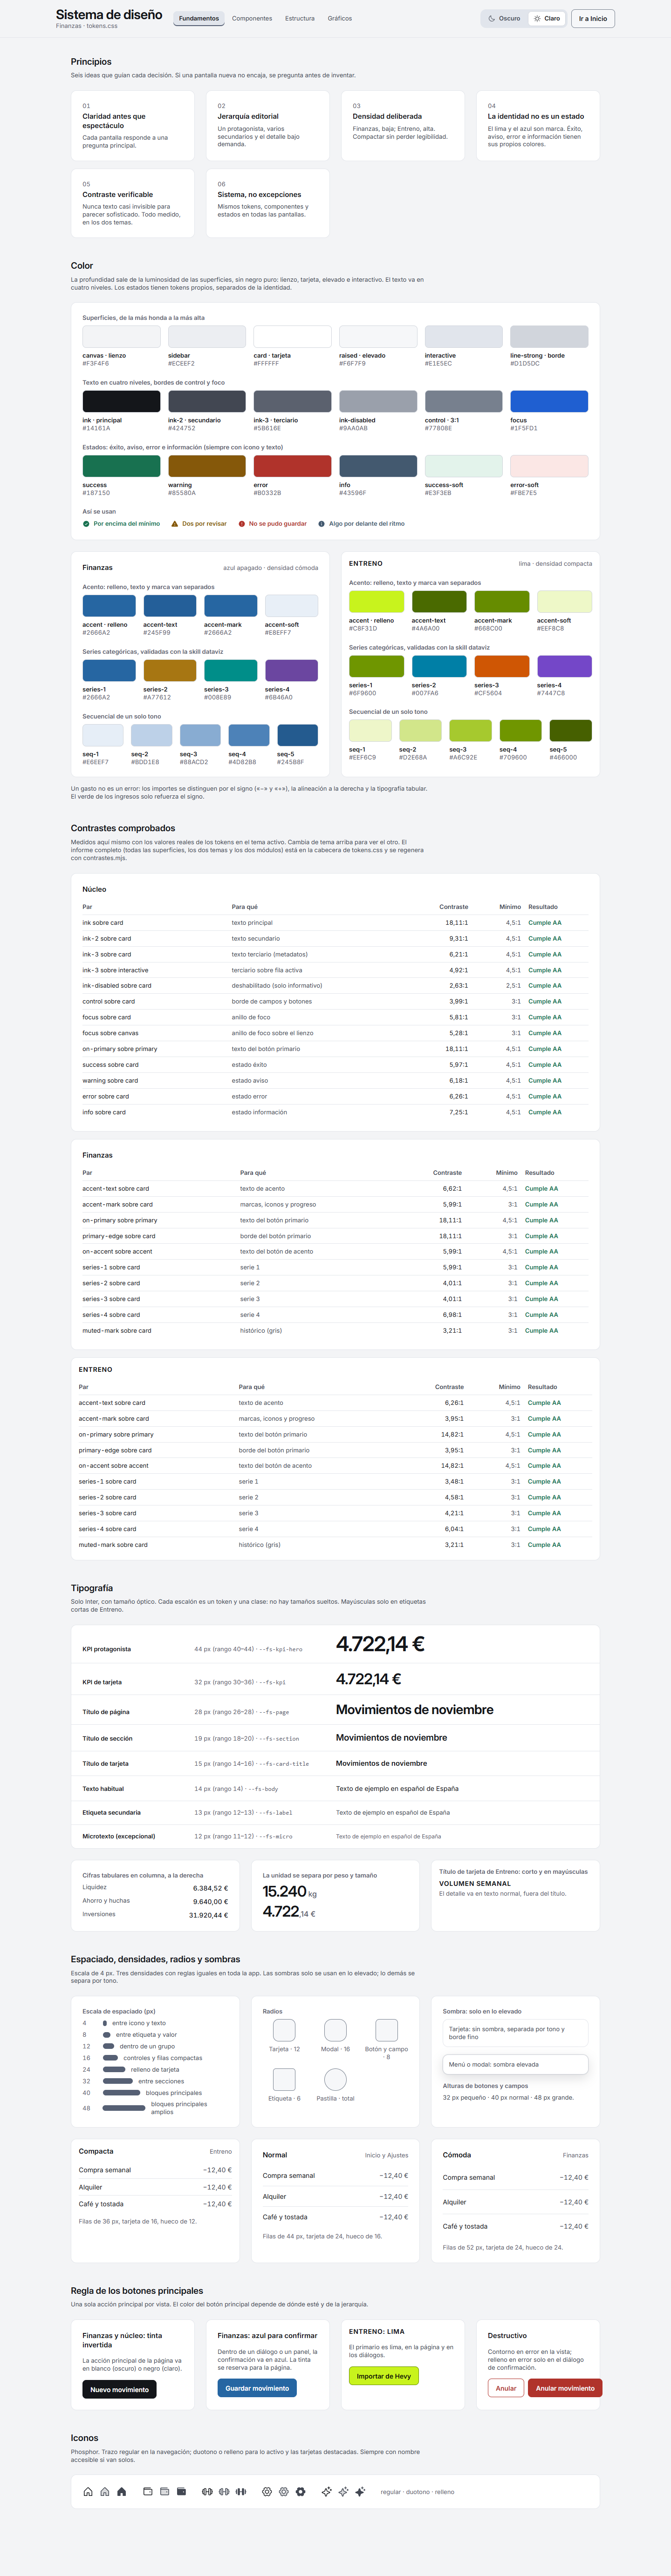 Sistema de diseño
Finanzas · tokens.css
Fundamentos
Componentes
Estructura
Gráficos
Oscuro
Claro
Ir a Inicio
Principios
Seis ideas que guían cada decisión. Si una pantalla nueva no encaja, se pregunta antes de inventar.
01
Claridad antes que
espectáculo
Cada pantalla responde a una
pregunta principal.
02
Jerarquía editorial
Un protagonista, varios
secundarios y el detalle bajo
demanda.
03
Densidad deliberada
Finanzas, baja; Entreno, alta.
Compactar sin perder legibilidad.
04
La identidad no es un estado
El lima y el azul son marca. Éxito,
aviso, error e información tienen
sus propios colores.
05
Contraste verificable
Nunca texto casi invisible para
parecer sofisticado. Todo medido,
en los dos temas.
06
Sistema, no excepciones
Mismos tokens, componentes y
estados en todas las pantallas.
Color
La profundidad sale de la luminosidad de las superficies, sin negro puro: lienzo, tarjeta, elevado e interactivo. El texto va en
cuatro niveles. Los estados tienen tokens propios, separados de la identidad.
Superficies, de la más honda a la más alta
canvas · lienzo
#F3F4F6
sidebar
#ECEEF2
card · tarjeta
#FFFFFF
raised · elevado
#F6F7F9
interactive
#E1E5EC
line-strong · borde
#D1D5DC
Texto en cuatro niveles, bordes de control y foco
ink · principal
#14161A
ink-2 · secundario
#424752
ink-3 · terciario
#5B616E
ink-disabled
#9AA0AB
control · 3:1
#77808E
focus
#1F5FD1
Estados: éxito, aviso, error e información (siempre con icono y texto)
success
#187150
warning
#85580A
error
#B0332B
info
#43596F
success-soft
#E3F3EB
error-soft
#FBE7E5
Así se usan
Por encima del mínimo
Dos por revisar
No se pudo guardar
Algo por delante del ritmo
Finanzas
azul apagado · densidad cómoda
Acento: relleno, texto y marca van separados
accent · relleno
#2666A2
accent-text
#245F99
accent-mark
#2666A2
accent-soft
#E8EFF7
Series categóricas, validadas con la skill dataviz
series-1
#2666A2
series-2
#A77612
series-3
#008E89
series-4
#6B46A0
Secuencial de un solo tono
seq-1
#E6EEF7
seq-2
#BDD1E8
seq-3
#88ACD2
seq-4
#4D82B8
seq-5
#245B8F
ENTRENO
lima · densidad compacta
Acento: relleno, texto y marca van separados
accent · relleno
#C8F31D
accent-text
#4A6A00
accent-mark
#668C00
accent-soft
#EEF8C8
Series categóricas, validadas con la skill dataviz
series-1
#6F9600
series-2
#007FA6
series-3
#CF5604
series-4
#7447CB
Secuencial de un solo tono
seq-1
#EEF6C9
seq-2
#D2E68A
seq-3
#A6C92E
seq-4
#709600
seq-5
#466000
Un gasto no es un error: los importes se distinguen por el signo («−» y «+»), la alineación a la derecha y la tipografía tabular.
El verde de los ingresos solo refuerza el signo.
Contrastes comprobados
Medidos aquí mismo con los valores reales de los tokens en el tema activo. Cambia de tema arriba para ver el otro. El
informe completo (todas las superficies, los dos temas y los dos módulos) está en la cabecera de tokens.css y se regenera
con contrastes.mjs.
Núcleo
Par Para qué Contraste Mínimo Resultado
ink sobre card texto principal 18,11:1 4,5:1 Cumple AA
ink-2 sobre card texto secundario 9,31:1 4,5:1 Cumple AA
ink-3 sobre card texto terciario (metadatos) 6,21:1 4,5:1 Cumple AA
ink-3 sobre interactive terciario sobre fila activa 4,92:1 4,5:1 Cumple AA
ink-disabled sobre card deshabilitado (solo informativo) 2,63:1 2,5:1 Cumple AA
control sobre card borde de campos y botones 3,99:1 3:1 Cumple AA
focus sobre card anillo de foco 5,81:1 3:1 Cumple AA
focus sobre canvas anillo de foco sobre el lienzo 5,28:1 3:1 Cumple AA
on-primary sobre primary texto del botón primario 18,11:1 4,5:1 Cumple AA
success sobre card estado éxito 5,97:1 4,5:1 Cumple AA
warning sobre card estado aviso 6,18:1 4,5:1 Cumple AA
error sobre card estado error 6,26:1 4,5:1 Cumple AA
info sobre card estado información 7,25:1 4,5:1 Cumple AA
Finanzas
Par Para qué Contraste Mínimo Resultado
accent-text sobre card texto de acento 6,62:1 4,5:1 Cumple AA
accent-mark sobre card marcas, iconos y progreso 5,99:1 3:1 Cumple AA
on-primary sobre primary texto del botón primario 18,11:1 4,5:1 Cumple AA
primary-edge sobre card borde del botón primario 18,11:1 3:1 Cumple AA
on-accent sobre accent texto del botón de acento 5,99:1 4,5:1 Cumple AA
series-1 sobre card serie 1 5,99:1 3:1 Cumple AA
series-2 sobre card serie 2 4,01:1 3:1 Cumple AA
series-3 sobre card serie 3 4,01:1 3:1 Cumple AA
series-4 sobre card serie 4 6,98:1 3:1 Cumple AA
muted-mark sobre card histórico (gris) 3,21:1 3:1 Cumple AA
ENTRENO
Par Para qué Contraste Mínimo Resultado
accent-text sobre card texto de acento 6,26:1 4,5:1 Cumple AA
accent-mark sobre card marcas, iconos y progreso 3,95:1 3:1 Cumple AA
on-primary sobre primary texto del botón primario 14,82:1 4,5:1 Cumple AA
primary-edge sobre card borde del botón primario 3,95:1 3:1 Cumple AA
on-accent sobre accent texto del botón de acento 14,82:1 4,5:1 Cumple AA
series-1 sobre card serie 1 3,48:1 3:1 Cumple AA
series-2 sobre card serie 2 4,58:1 3:1 Cumple AA
series-3 sobre card serie 3 4,21:1 3:1 Cumple AA
series-4 sobre card serie 4 6,04:1 3:1 Cumple AA
muted-mark sobre card histórico (gris) 3,21:1 3:1 Cumple AA
Tipografía
Solo Inter, con tamaño óptico. Cada escalón es un token y una clase: no hay tamaños sueltos. Mayúsculas solo en etiquetas
cortas de Entreno.
KPI protagonista 44 px (rango 40–44) · --fs-kpi-hero 4.722,14 €
KPI de tarjeta 32 px (rango 30–36) · --fs-kpi 4.722,14 €
Título de página 28 px (rango 26–28) · --fs-page Movimientos de noviembre
Título de sección 19 px (rango 18–20) · --fs-section Movimientos de noviembre
Título de tarjeta 15 px (rango 14–16) · --fs-card-title Movimientos de noviembre
Texto habitual 14 px (rango 14) · --fs-body Texto de ejemplo en español de España
Etiqueta secundaria 13 px (rango 12–13) · --fs-label Texto de ejemplo en español de España
Microtexto (excepcional) 12 px (rango 11–12) · --fs-micro Texto de ejemplo en español de España
Cifras tabulares en columna, a la derecha
Liquidez 6.384,52 €
Ahorro y huchas 9.640,00 €
Inversiones 31.920,44 €
La unidad se separa por peso y tamaño
15.240 kg
4.722,14 €
Título de tarjeta de Entreno: corto y en mayúsculas
VOLUMEN SEMANAL
El detalle va en texto normal, fuera del título.
Espaciado, densidades, radios y sombras
Escala de 4 px. Tres densidades con reglas iguales en toda la app. Las sombras solo se usan en lo elevado; lo demás se
separa por tono.
Escala de espaciado (px)
4 entre icono y texto
8 entre etiqueta y valor
12 dentro de un grupo
16 controles y filas compactas
24 relleno de tarjeta
32 entre secciones
40 bloques principales
48 bloques principales
amplios
Radios
Tarjeta · 12
Modal · 16
Botón y campo
· 8
Etiqueta · 6
Pastilla · total
Sombra: solo en lo elevado
Tarjeta: sin sombra, separada por tono y
borde fino
Menú o modal: sombra elevada
Alturas de botones y campos
32 px pequeño · 40 px normal · 48 px grande.
Compacta Entreno
Compra semanal −12,40 €
Alquiler −12,40 €
Café y tostada −12,40 €
Filas de 36 px, tarjeta de 16, hueco de 12.
Normal Inicio y Ajustes
Compra semanal −12,40 €
Alquiler −12,40 €
Café y tostada −12,40 €
Filas de 44 px, tarjeta de 24, hueco de 16.
Cómoda Finanzas
Compra semanal −12,40 €
Alquiler −12,40 €
Café y tostada −12,40 €
Filas de 52 px, tarjeta de 24, hueco de 24.
Regla de los botones principales
Una sola acción principal por vista. El color del botón principal depende de dónde esté y de la jerarquía.
Finanzas y núcleo: tinta
invertida
La acción principal de la página va
en blanco (oscuro) o negro (claro).
Nuevo movimiento
Finanzas: azul para confirmar
Dentro de un diálogo o un panel, la
confirmación va en azul. La tinta
se reserva para la página.
Guardar movimiento
ENTRENO: LIMA
El primario es lima, en la página y en
los diálogos.
Importar de Hevy
Destructivo
Contorno en error en la vista;
relleno en error solo en el diálogo
de confirmación.
Anular
Anular movimiento
Iconos
Phosphor. Trazo regular en la navegación; duotono o relleno para lo activo y las tarjetas destacadas. Siempre con nombre
accesible si van solos.
regular · duotono · relleno